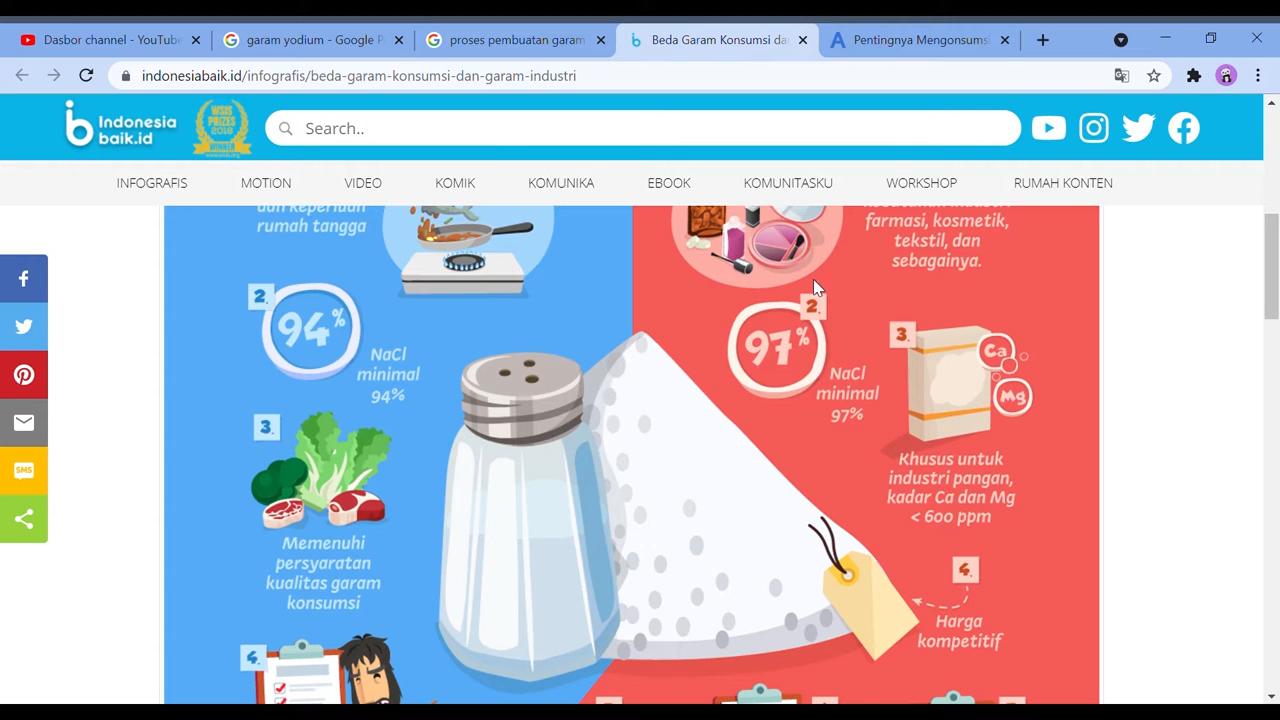 Dasbor channel - YouTube
garam yodium - Google P
proses pembuatan garam
Beda Garam Konsumsi da
Pentingnya Mengonsumsi
indonesiabaik.id/infografis/beda-garam-konsumsi-dan-garam-industri
Indonesia
baik.id
WSIS
PRIZES
2018
WINNER
Search..
INFOGRAFIS
MOTION
VIDEO
KOMIK
KOMUNIKA
EBOOK
KOMUNITASKU
WORKSHOP
RUMAH KONTEN
dan keperluan
rumah tangga
farmasi, kosmetik,
tekstil, dan
sebagainya.
2.
94%
NaCl
minimal
94%
3.
Memenuhi
persyaratan
kualitas garam
konsumsi
4.
2.
97%
NaCl
minimal
97%
3.
Ca
Mg
Khusus untuk
industri pangan,
kadar Ca dan Mg
< 600 ppm
4.
Harga
kompetitif
SMS